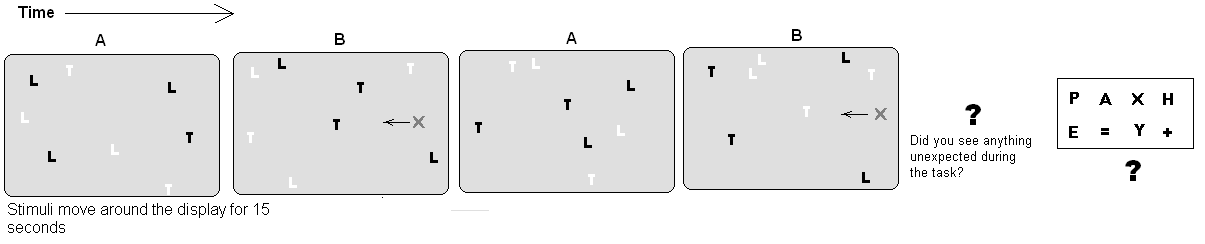 Time
A
T
L L
L
T
L
L
T
B
L T
L
T
T X
T
L
L
A
T L
L
T
T L
L
T
B
L L
T L T
T X
T
L
?
Did you see anything
unexpected during
the task?
P A X H
E = Y +
?
Stimuli move around the display for 15
seconds